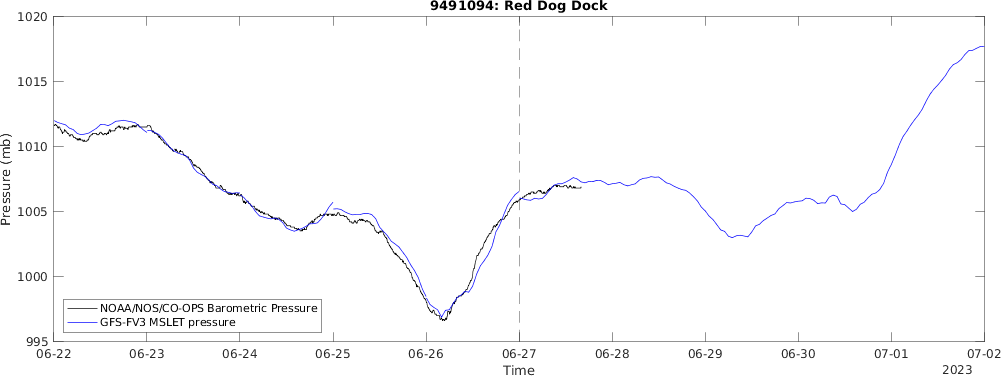 9491094: Red Dog Dock
Pressure (mb)
1020
1015
1010
1005
1000
995
NOAA/NOS/CO-OPS Barometric Pressure
GFS-FV3 MSLET pressure
06-22 06-23 06-24 06-25 06-26 06-27 06-28 06-29 06-30 07-01 07-02
Time
2023